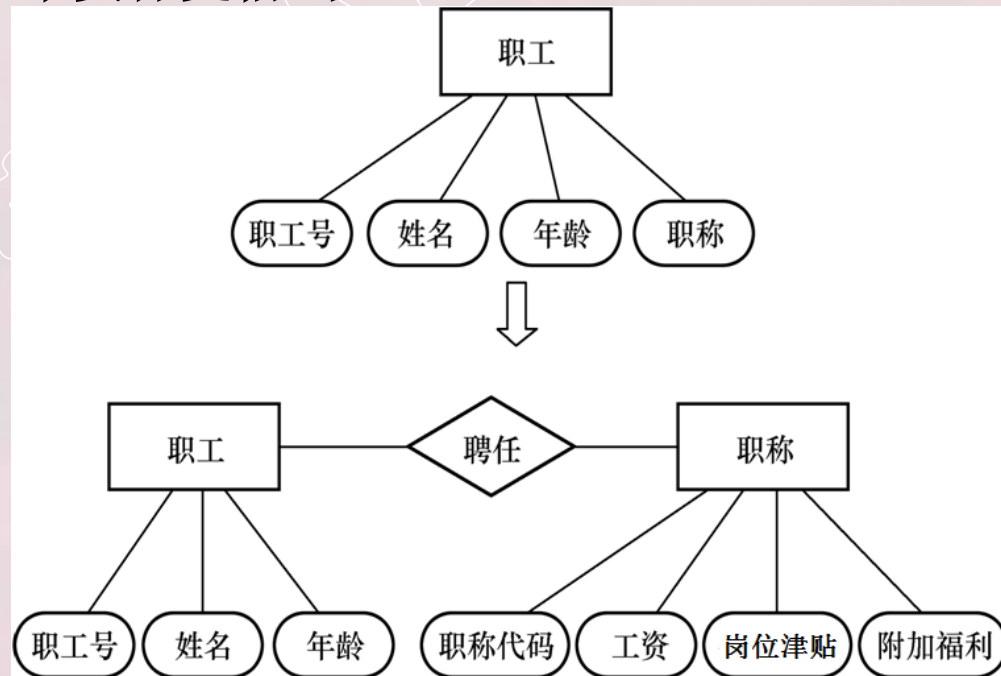 职工
职工号 姓名 年龄 职称
职工 聘任 职称
职工号 姓名 年龄 职称代码 工资 岗位津贴 附加福利